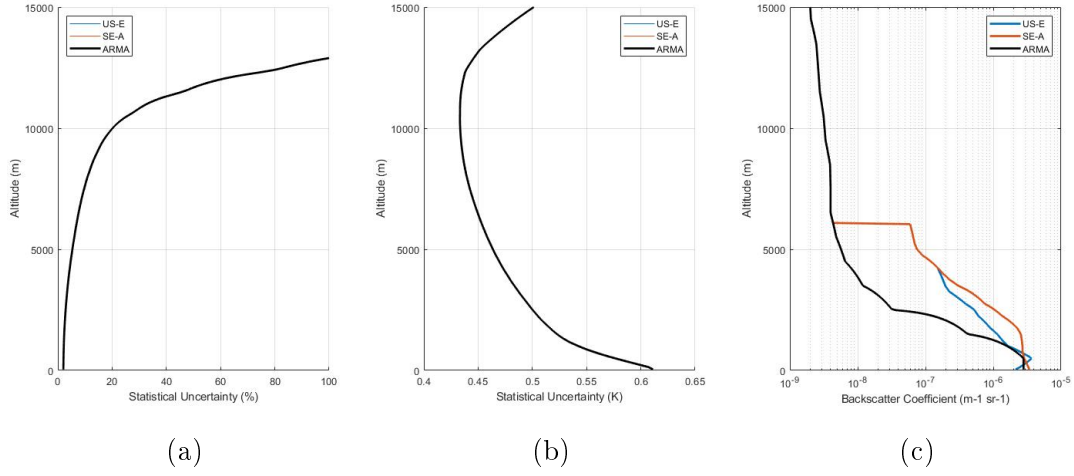 15000
10000
5000
0
Altitude (m)
0 20 40 60 80 100
Statistical Uncertainty (%)
US-E
SE-A
ARMA
(a)
15000
10000
5000
0
Altitude (m)
0.4 0.45 0.5 0.55 0.6 0.65
Statistical Uncertainty (K)
US-E
SE-A
ARMA
(b)
15000
10000
5000
0
Altitude (m)
10⁻⁹ 10⁻⁸ 10⁻⁷ 10⁻⁶ 10⁻⁵
Backscatter Coefficient (m-1 sr-1)
US-E
SE-A
ARMA
(c)